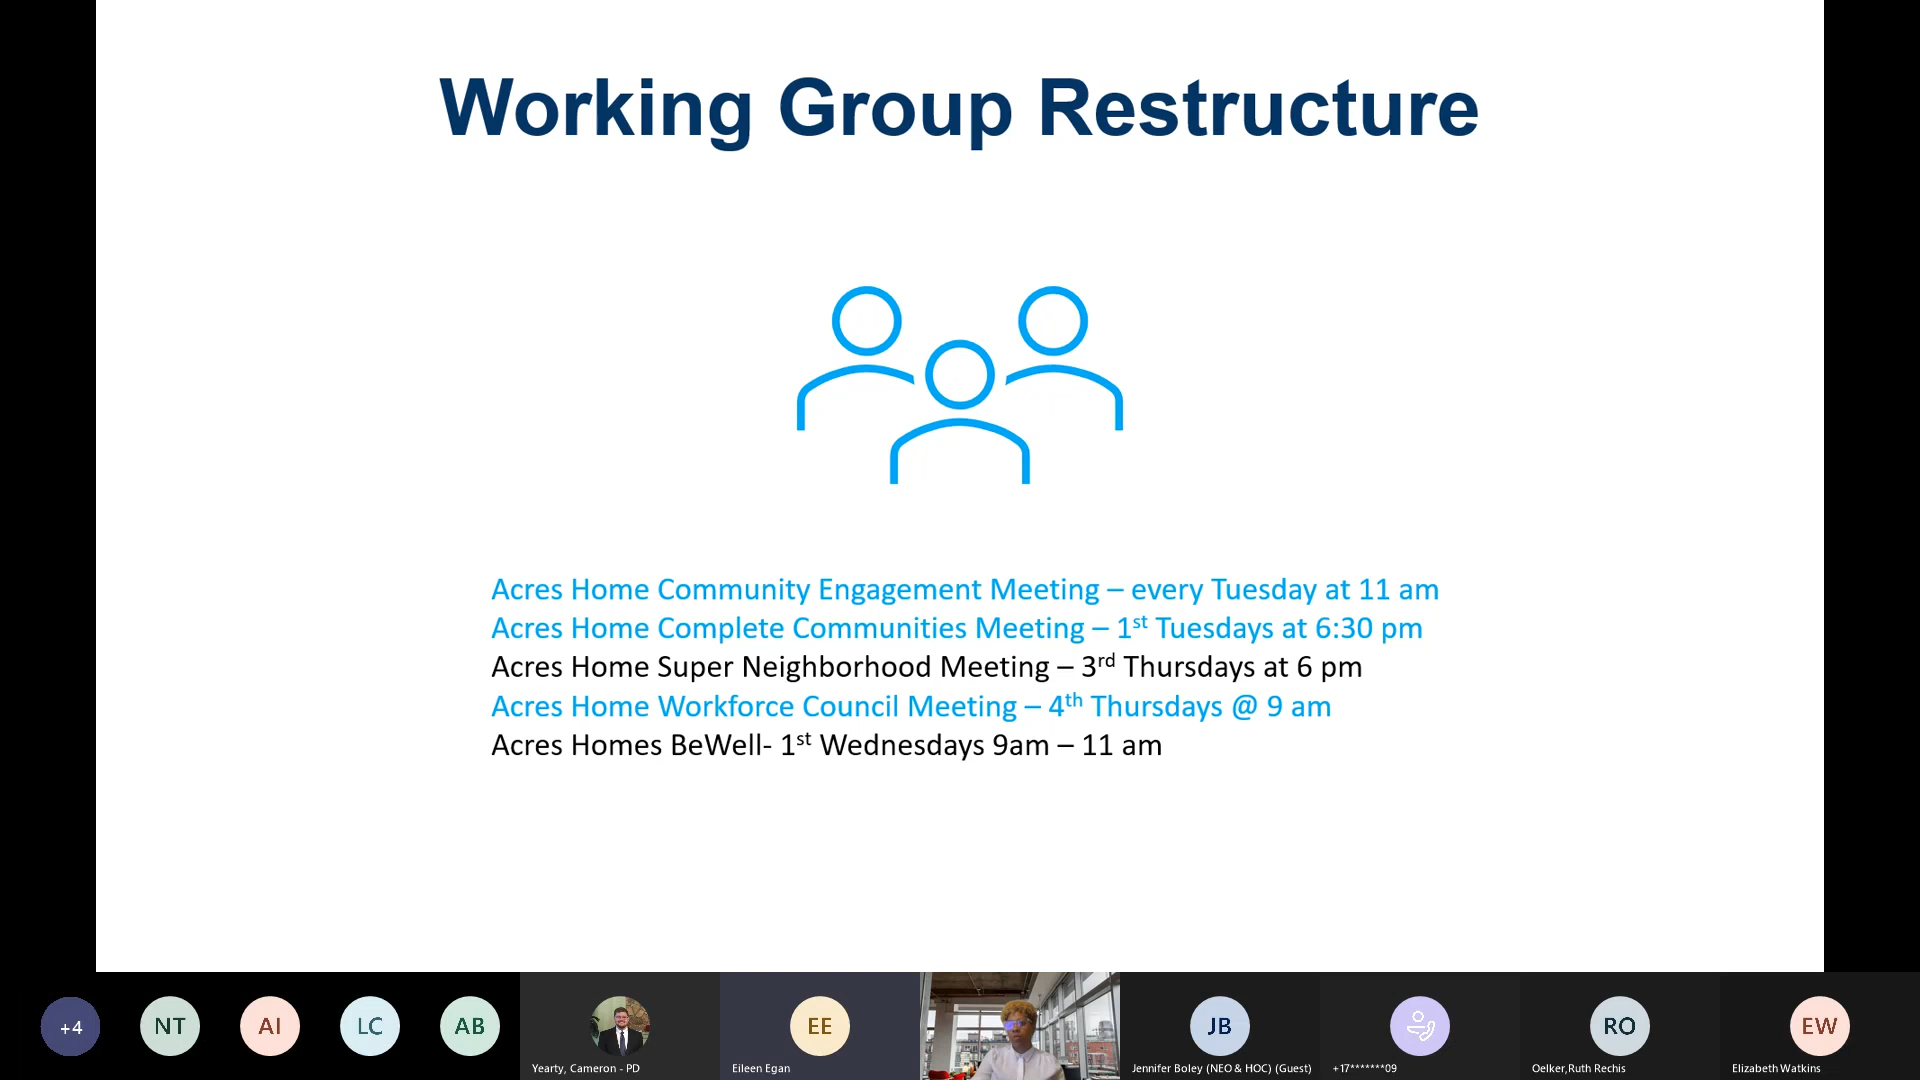 Working Group Restructure
Acres Home Community Engagement Meeting – every Tuesday at 11 am
Acres Home Complete Communities Meeting – 1st Tuesdays at 6:30 pm
Acres Home Super Neighborhood Meeting – 3rd Thursdays at 6 pm
Acres Home Workforce Council Meeting – 4th Thursdays @ 9 am
Acres Homes BeWell- 1st Wednesdays 9am – 11 am
+4
NT
AI
LC
AB
EE
JB
RO
EW
Yearty, Cameron - PD
Eileen Egan
Jennifer Boley (NEO & HOC) (Guest)
+17*******09
Oelker,Ruth Rechis
Elizabeth Watkins